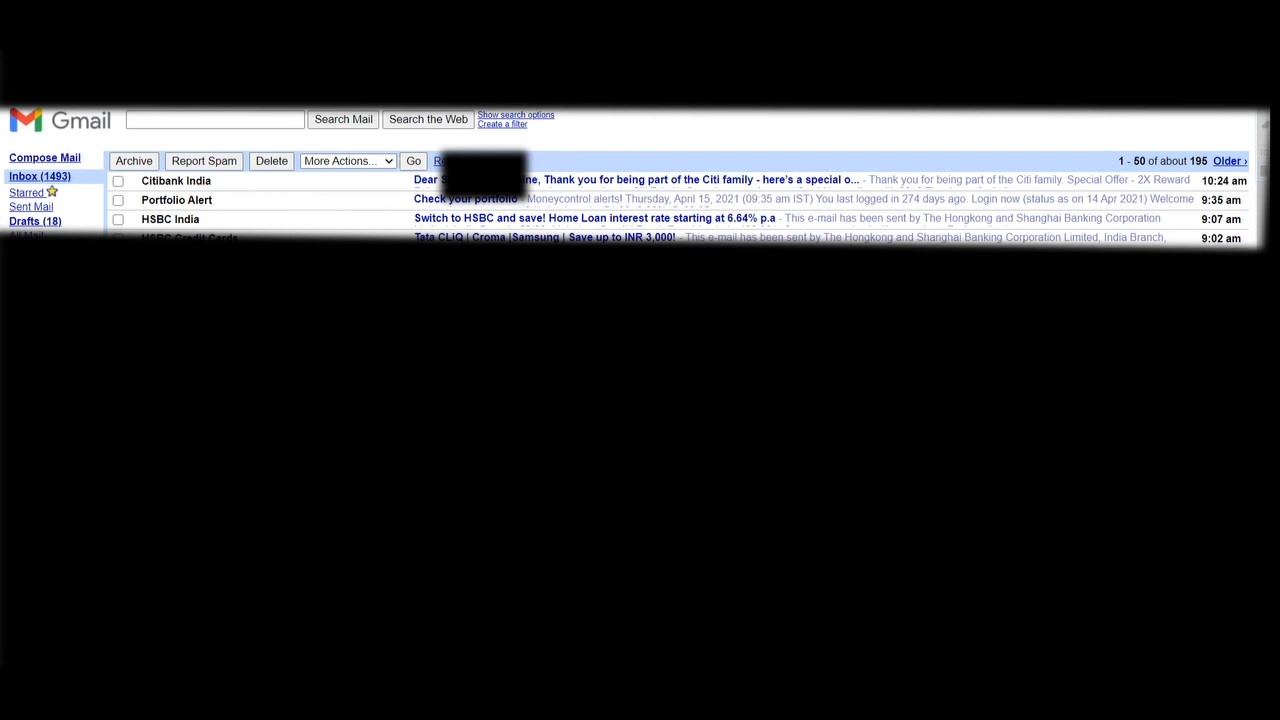 Gmail
Search Mail
Search the Web
Show search options
Create a filter
Compose Mail
Archive
Report Spam
Delete
More Actions...
Go
1 - 50 of about 195 Older ›
Inbox (1493)
Citibank India Dear Thank you for being part of the Citi family - here's a special o... - Thank you for being part of the Citi family. Special Offer - 2X Reward 10:24 am
Starred
Portfolio Alert Check your portfolio - Moneycontrol alerts! Thursday, April 15, 2021 (09:35 am IST) You last logged in 274 days ago. Login now (status as on 14 Apr 2021) Welcome 9:35 am
Sent Mail
HSBC India Switch to HSBC and save! Home Loan interest rate starting at 6.64% p.a - This e-mail has been sent by The Hongkong and Shanghai Banking Corporation 9:07 am
Drafts (18)
All Mail
HSBC Credit Cards Tata CLiQ | Croma |Samsung | Save up to INR 3,000! - This e-mail has been sent by The Hongkong and Shanghai Banking Corporation Limited, India Branch, 9:02 am